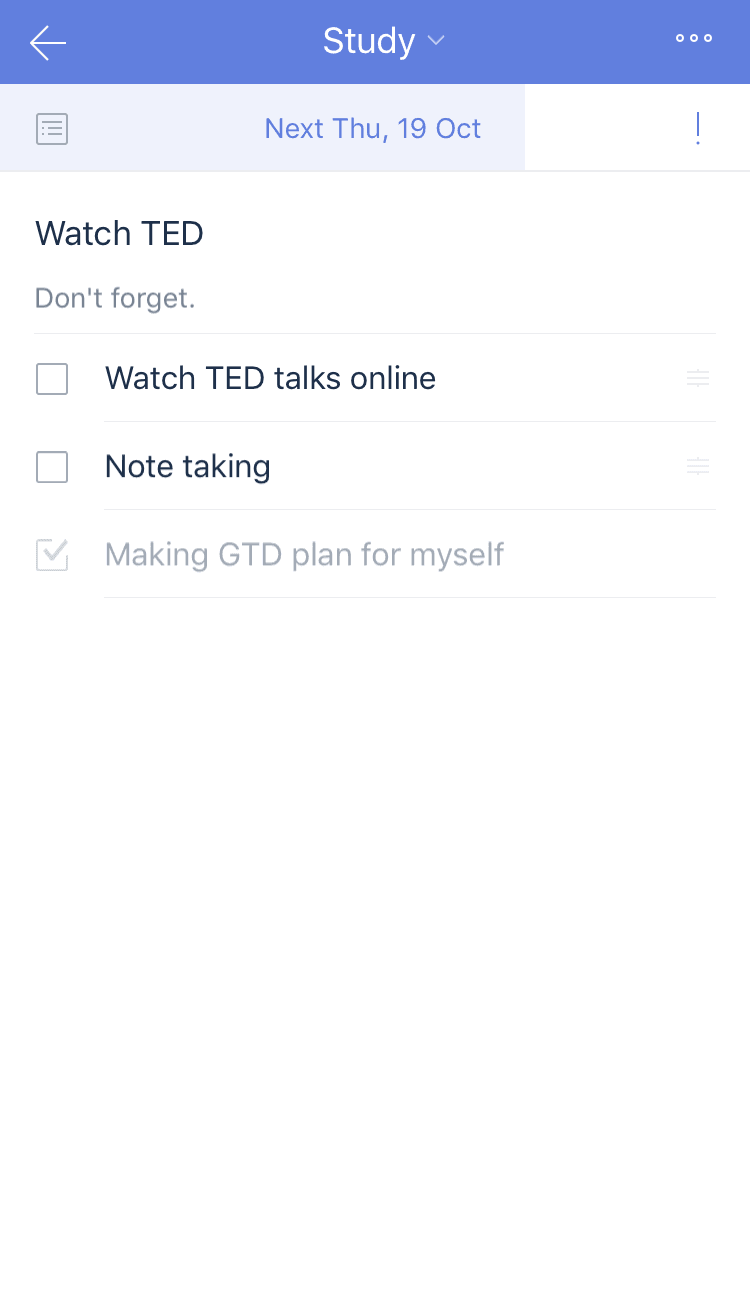 Study
Next Thu, 19 Oct
Watch TED
Don't forget.
Watch TED talks online
Note taking
Making GTD plan for myself